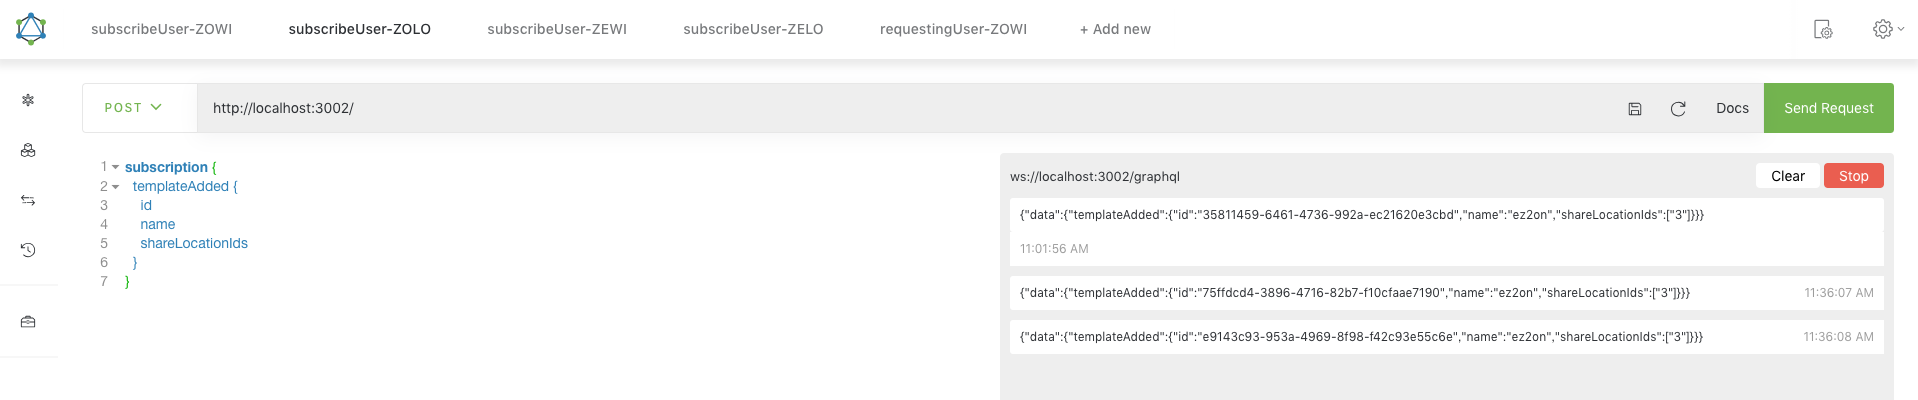 subscribeUser-ZOWI subscribeUser-ZOLO subscribeUser-ZEWI subscribeUser-ZELO requestingUser-ZOWI + Add new
POST http://localhost:3002/ Docs Send Request
1 subscription {
2 templateAdded {
3 id
4 name
5 shareLocationIds
6 }
7 }
ws://localhost:3002/graphql Clear Stop
{"data":{"templateAdded":{"id":"35811459-6461-4736-992a-ec21620e3cbd","name":"ez2on","shareLocationIds":["3"]}}}
11:01:56 AM
{"data":{"templateAdded":{"id":"75ffdcd4-3896-4716-82b7-f10cfaae7190","name":"ez2on","shareLocationIds":["3"]}}} 11:36:07 AM
{"data":{"templateAdded":{"id":"e9143c93-953a-4969-8f98-f42c93e55c6e","name":"ez2on","shareLocationIds":["3"]}}} 11:36:08 AM